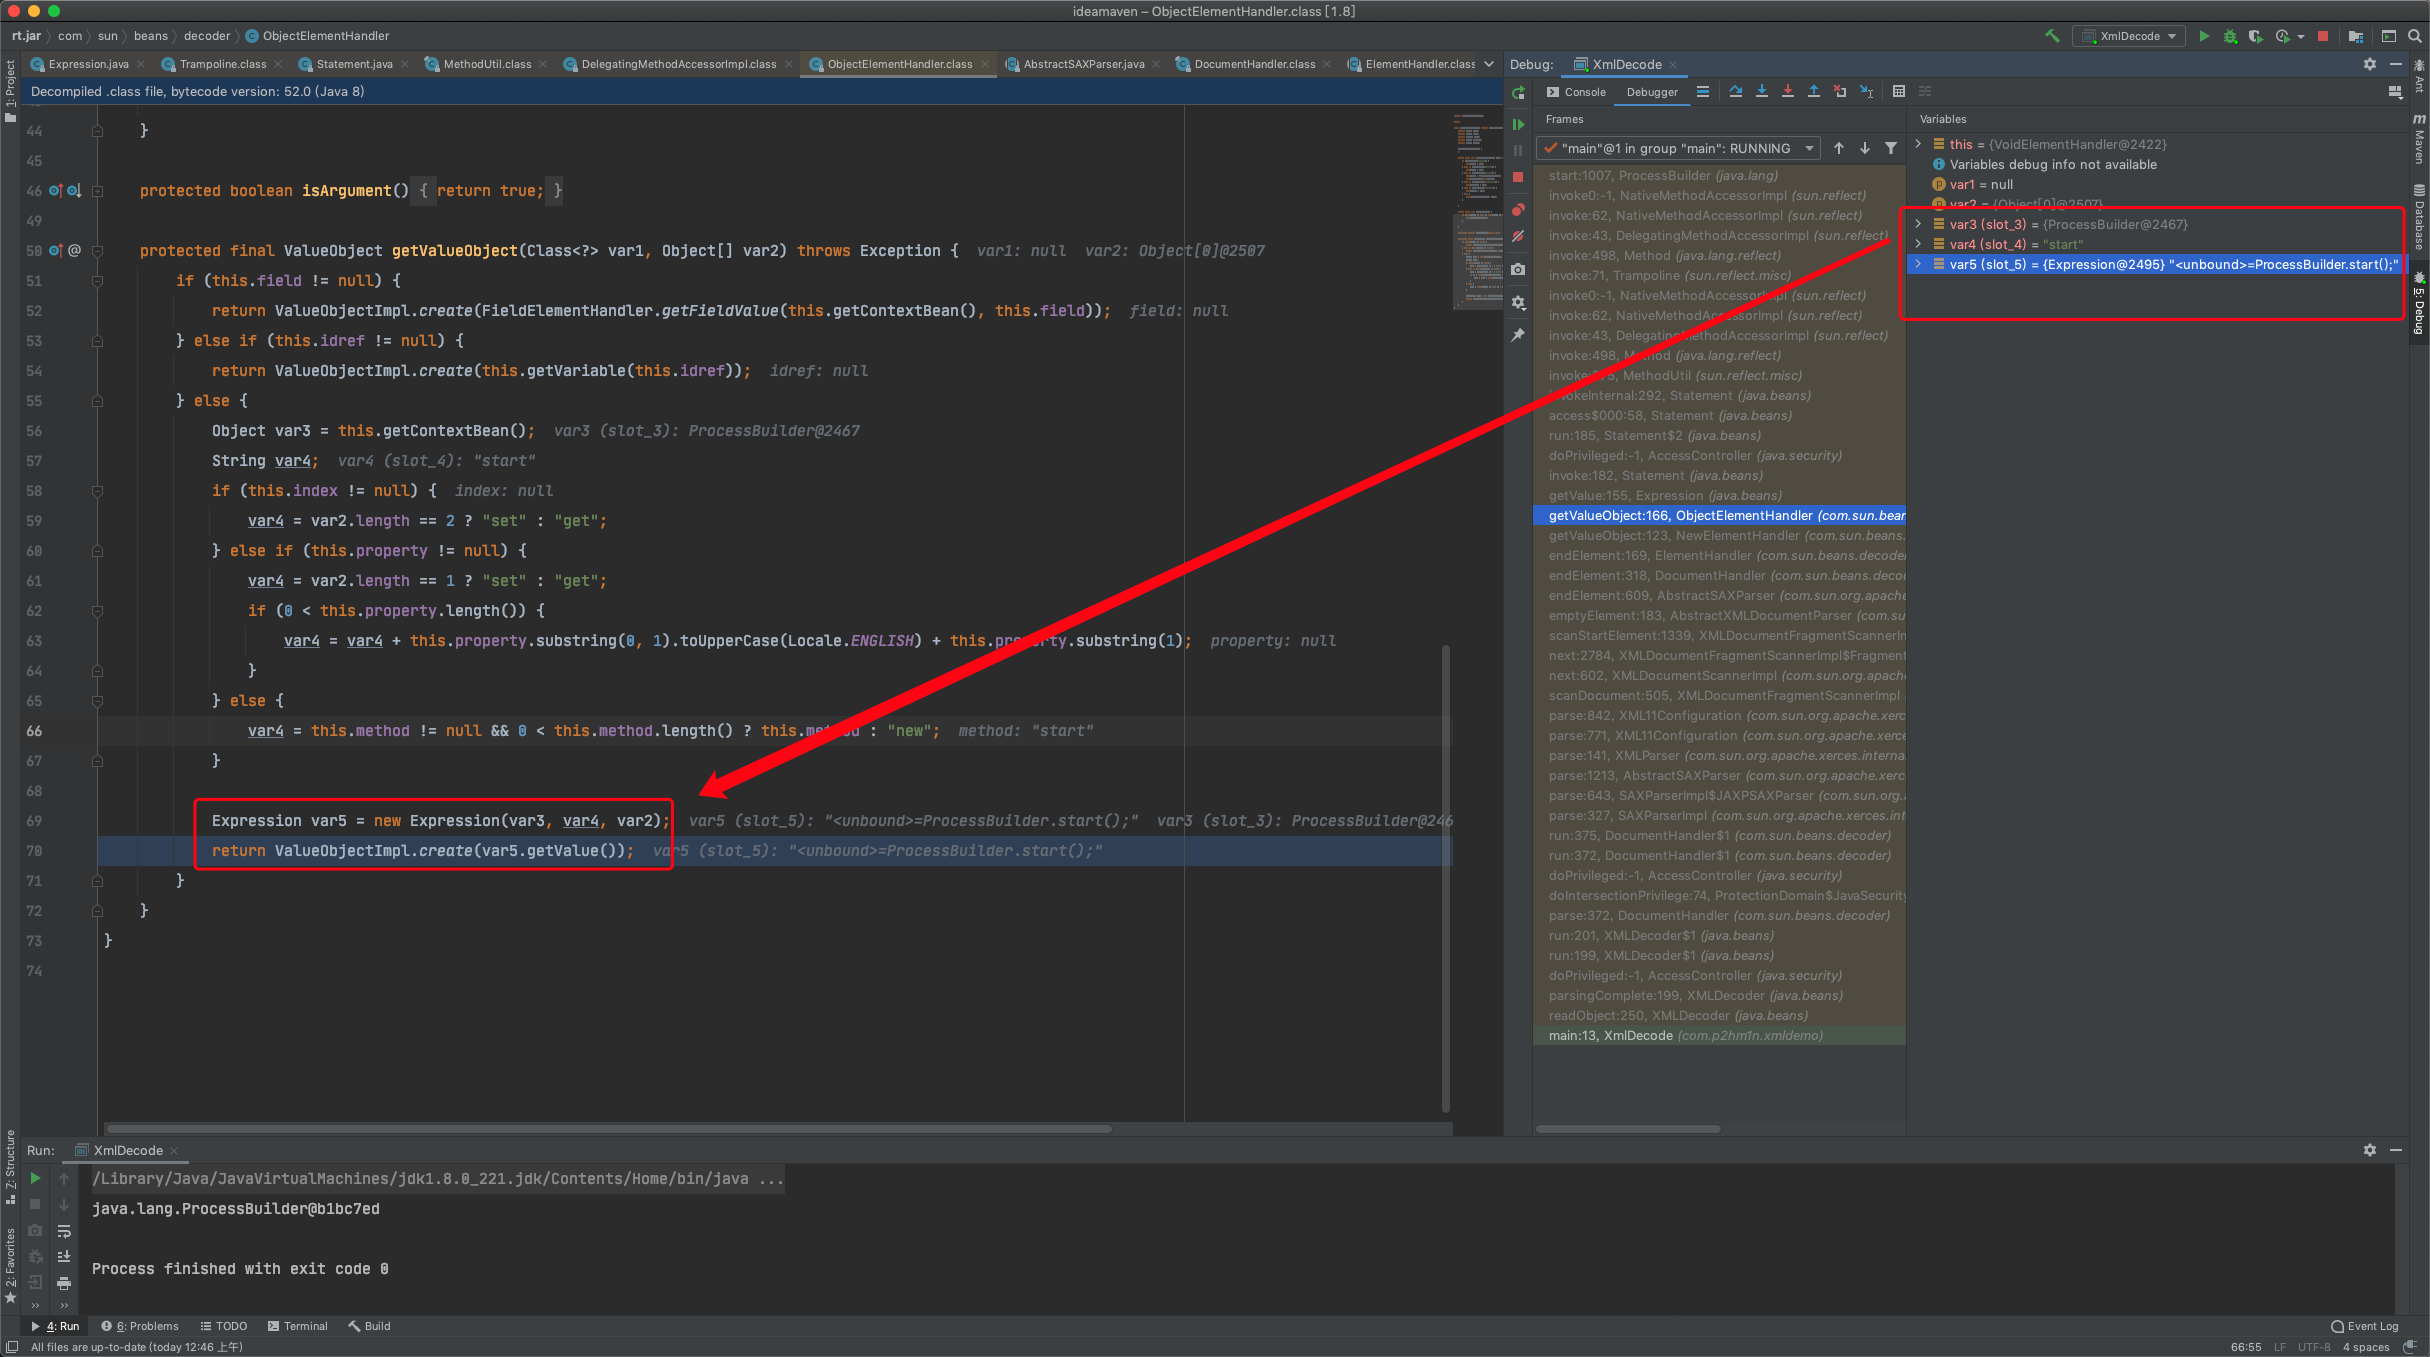 ideamaven – ObjectElementHandler.class [1.8]
rt.jar com sun beans decoder ObjectElementHandler
XmlDecode
Expression.java Trampoline.class Statement.java MethodUtil.class DelegatingMethodAccessorImpl.class ObjectElementHandler.class AbstractSAXParser.java DocumentHandler.class ElementHandler.class
Decompiled .class file, bytecode version: 52.0 (Java 8)
44 }
45
46 protected boolean isArgument() { return true; }
49
50 @ protected final ValueObject getValueObject(Class<?> var1, Object[] var2) throws Exception { var1: null var2: Object[0]@2507
51 if (this.field != null) {
52 return ValueObjectImpl.create(FieldElementHandler.getFieldValue(this.getContextBean(), this.field)); field: null
53 } else if (this.idref != null) {
54 return ValueObjectImpl.create(this.getVariable(this.idref)); idref: null
55 } else {
56 Object var3 = this.getContextBean(); var3 (slot_3): ProcessBuilder@2467
57 String var4; var4 (slot_4): "start"
58 if (this.index != null) { index: null
59 var4 = var2.length == 2 ? "set" : "get";
60 } else if (this.property != null) {
61 var4 = var2.length == 1 ? "set" : "get";
62 if (0 < this.property.length()) {
63 var4 = var4 + this.property.substring(0, 1).toUpperCase(Locale.ENGLISH) + this.property.substring(1); property: null
64 }
65 } else {
66 var4 = this.method != null && 0 < this.method.length() ? this.method : "new"; method: "start"
67 }
68
69 Expression var5 = new Expression(var3, var4, var2); var5 (slot_5): "<unbound>=ProcessBuilder.start();" var3 (slot_3): ProcessBuilder@246
70 return ValueObjectImpl.create(var5.getValue()); var5 (slot_5): "<unbound>=ProcessBuilder.start();"
71 }
72 }
73 }
74
Debug: XmlDecode
Console Debugger
Frames
"main"@1 in group "main": RUNNING
start:1007, ProcessBuilder (java.lang)
invoke0:-1, NativeMethodAccessorImpl (sun.reflect)
invoke:62, NativeMethodAccessorImpl (sun.reflect)
invoke:43, DelegatingMethodAccessorImpl (sun.reflect)
invoke:498, Method (java.lang.reflect)
invoke:71, Trampoline (sun.reflect.misc)
invoke0:-1, NativeMethodAccessorImpl (sun.reflect)
invoke:62, NativeMethodAccessorImpl (sun.reflect)
invoke:43, DelegatingMethodAccessorImpl (sun.reflect)
invoke:498, Method (java.lang.reflect)
MethodUtil (sun.reflect.misc)
invokeInternal:292, Statement (java.beans)
access$000:58, Statement (java.beans)
run:185, Statement$2 (java.beans)
doPrivileged:-1, AccessController (java.security)
invoke:182, Statement (java.beans)
getValue:155, Expression (java.beans)
getValueObject:166, ObjectElementHandler (com.sun.bear
getValueObject:123, NewElementHandler (com.sun.beans.
endElement:169, ElementHandler (com.sun.beans.decoder
endElement:318, DocumentHandler (com.sun.beans.deco
endElement:609, AbstractSAXParser (com.sun.org.apache
emptyElement:183, AbstractXMLDocumentParser (com.su
scanStartElement:1339, XMLDocumentFragmentScannerIn
next:2784, XMLDocumentFragmentScannerImpl$Fragment
next:602, XMLDocumentScannerImpl (com.sun.org.apach
scanDocument:505, XMLDocumentFragmentScannerImpl
parse:842, XML11Configuration (com.sun.org.apache.xerc
parse:771, XML11Configuration (com.sun.org.apache.xerce
parse:141, XMLParser (com.sun.org.apache.xerces.interna
parse:1213, AbstractSAXParser (com.sun.org.apache.xerc
parse:643, SAXParserImpl$JAXPSAXParser (com.sun.org.
parse:327, SAXParserImpl (com.sun.org.apache.xerces.int
run:375, DocumentHandler$1 (com.sun.beans.decoder)
run:372, DocumentHandler$1 (com.sun.beans.decoder)
doPrivileged:-1, AccessController (java.security)
doIntersectionPrivilege:74, ProtectionDomain$JavaSecurity
parse:372, DocumentHandler (com.sun.beans.decoder)
run:201, XMLDecoder$1 (java.beans)
run:199, XMLDecoder$1 (java.beans)
doPrivileged:-1, AccessController (java.security)
parsingComplete:199, XMLDecoder (java.beans)
readObject:250, XMLDecoder (java.beans)
main:13, XmlDecode (com.p2hm1n.xmldemo)
Variables
this = {VoidElementHandler@2422}
Variables debug info not available
var1 = null
var2 = {Object[0]@2507}
var3 (slot_3) = {ProcessBuilder@2467}
var4 (slot_4) = "start"
var5 (slot_5) = {Expression@2495} "<unbound>=ProcessBuilder.start();"
1: Project
Z: Structure
2: Favorites
Ant
Maven
Database
5: Debug
Run: XmlDecode
/Library/Java/JavaVirtualMachines/jdk1.8.0_221.jdk/Contents/Home/bin/java ...
java.lang.ProcessBuilder@b1bc7ed
Process finished with exit code 0
4: Run 6: Problems TODO Terminal Build Event Log
All files are up-to-date (today 12:46 上午) 66:55 LF UTF-8 4 spaces